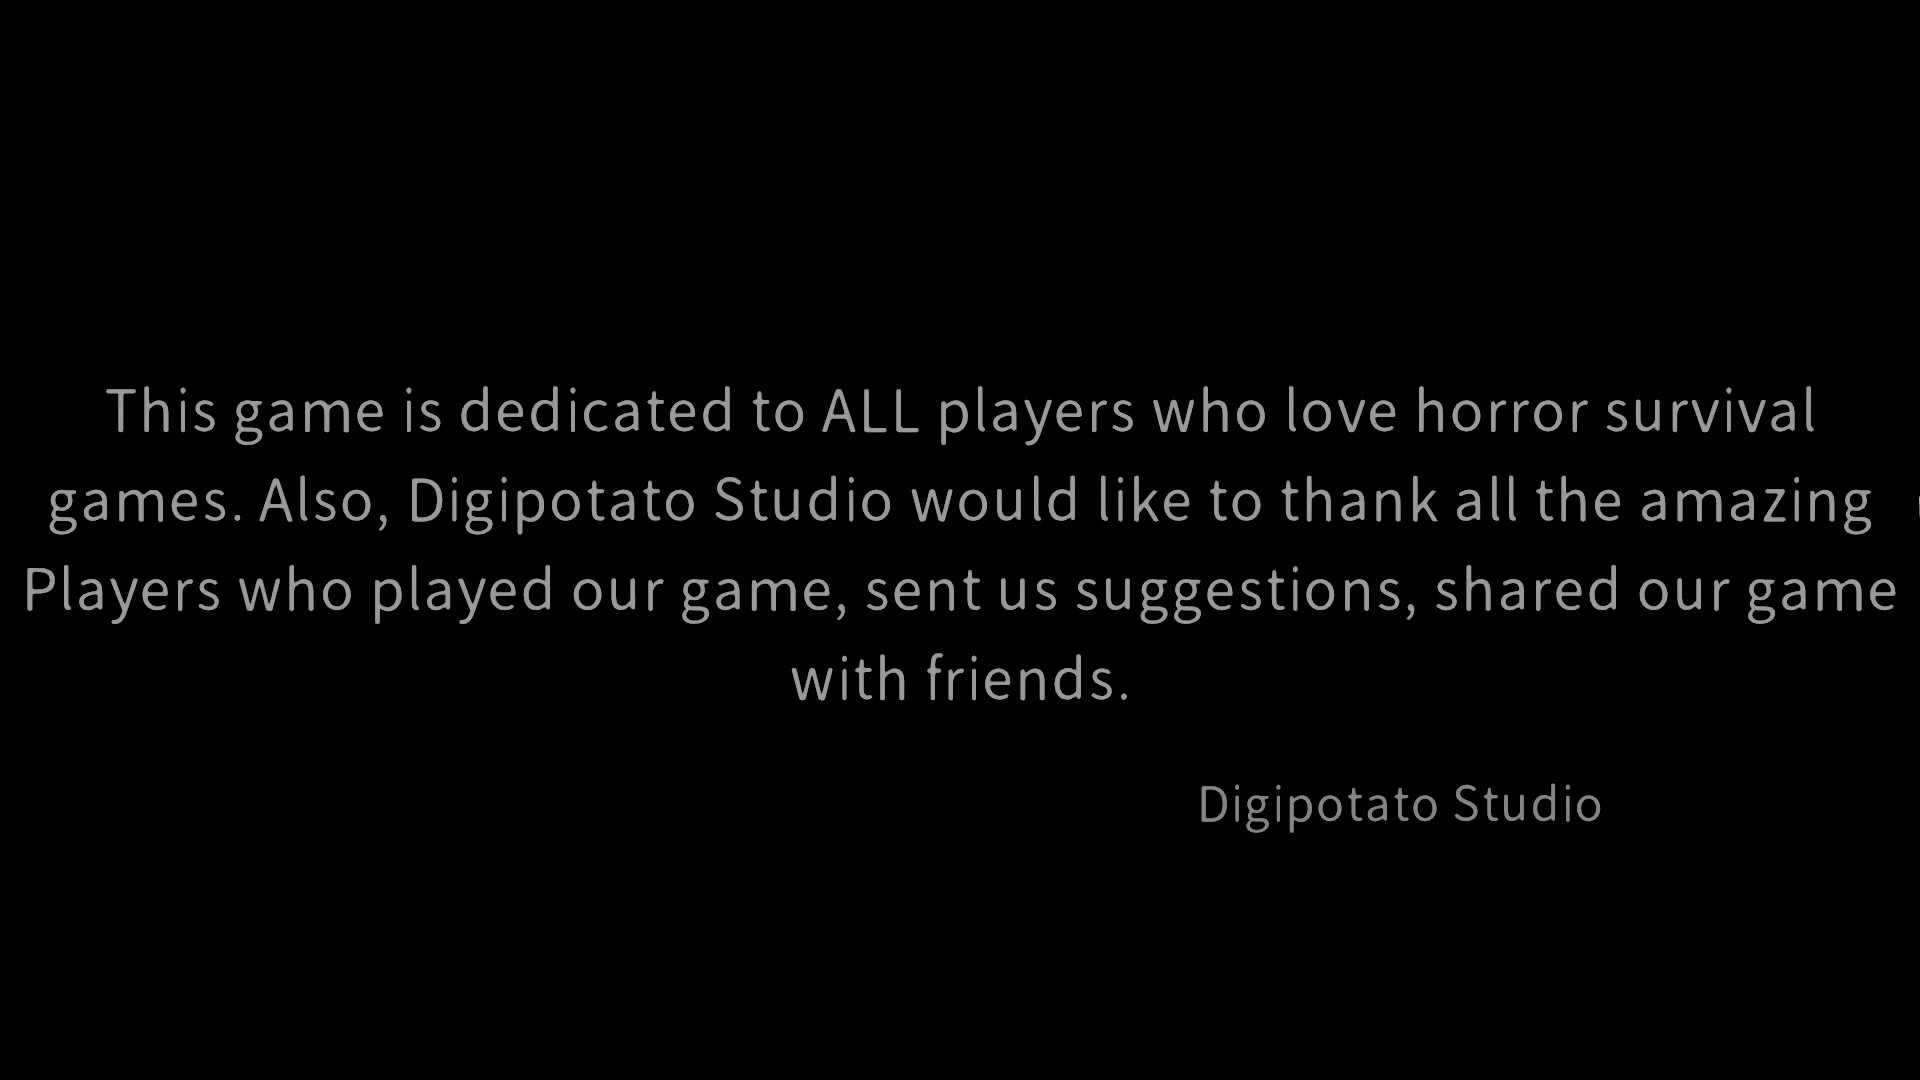 This game is dedicated to ALL players who love horror survival
games. Also, Digipotato Studio would like to thank all the amazing
Players who played our game, sent us suggestions, shared our game
with friends.
Digipotato Studio